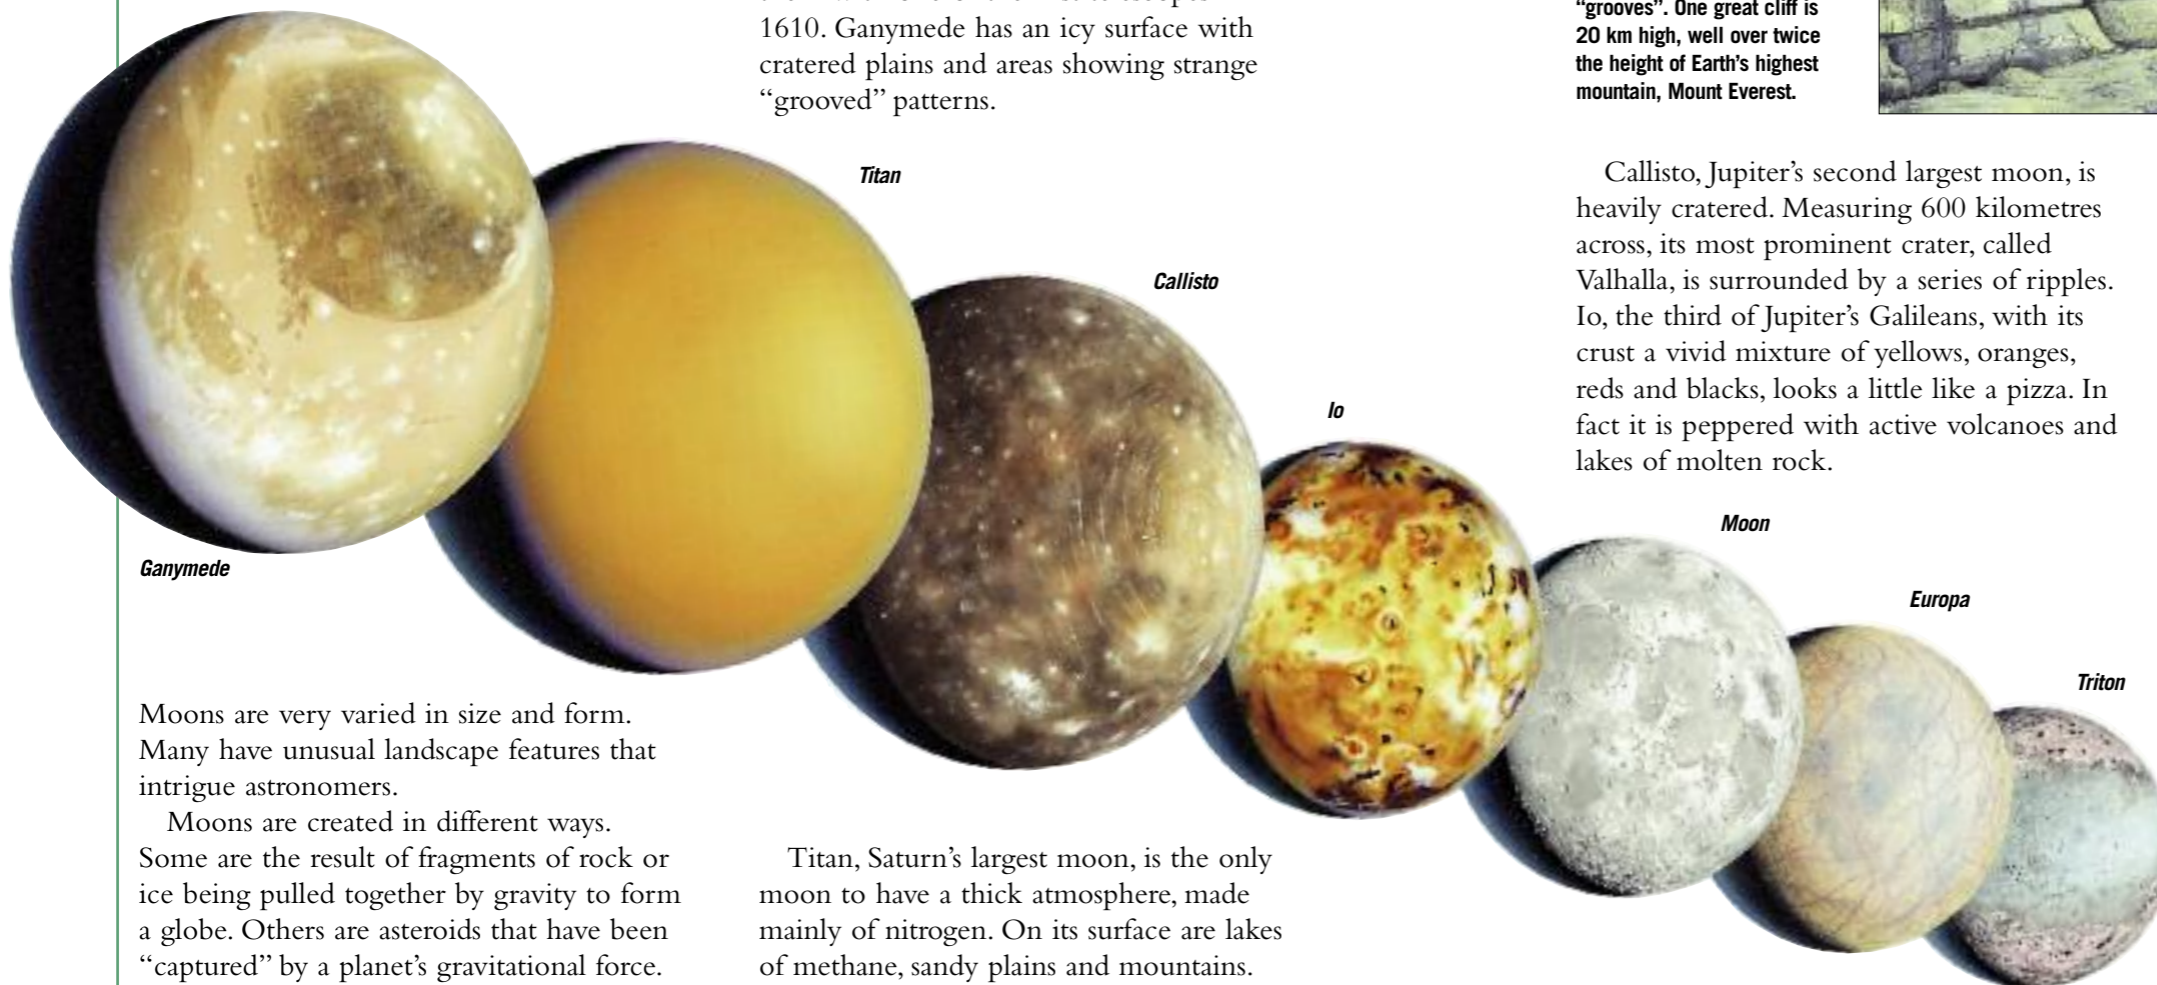 1610. Ganymede has an icy surface with
cratered plains and areas showing strange
“grooved” patterns.
“grooves”. One great cliff is
20 km high, well over twice
the height of Earth’s highest
mountain, Mount Everest.
Titan
Callisto
Callisto, Jupiter’s second largest moon, is
heavily cratered. Measuring 600 kilometres
across, its most prominent crater, called
Valhalla, is surrounded by a series of ripples.
Io, the third of Jupiter’s Galileans, with its
crust a vivid mixture of yellows, oranges,
reds and blacks, looks a little like a pizza. In
fact it is peppered with active volcanoes and
lakes of molten rock.
Io
Moon
Ganymede
Europa
Triton
Moons are very varied in size and form.
Many have unusual landscape features that
intrigue astronomers.
Moons are created in different ways.
Some are the result of fragments of rock or
ice being pulled together by gravity to form
a globe. Others are asteroids that have been
“captured” by a planet’s gravitational force.
Titan, Saturn’s largest moon, is the only
moon to have a thick atmosphere, made
mainly of nitrogen. On its surface are lakes
of methane, sandy plains and mountains.